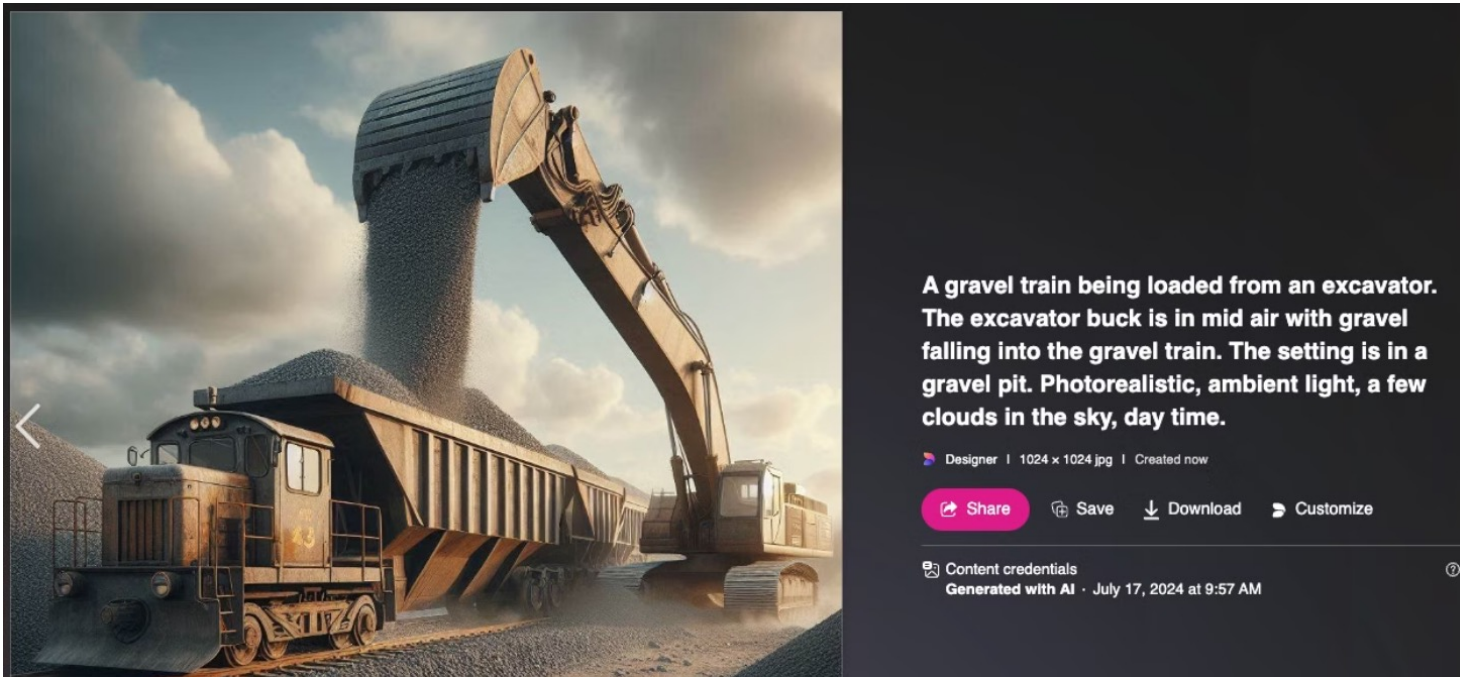 A gravel train being loaded from an excavator.
The excavator buck is in mid air with gravel
falling into the gravel train. The setting is in a
gravel pit. Photorealistic, ambient light, a few
clouds in the sky, day time.
Designer | 1024 × 1024 jpg | Created now
Share Save Download Customize
Content credentials
Generated with AI · July 17, 2024 at 9:57 AM